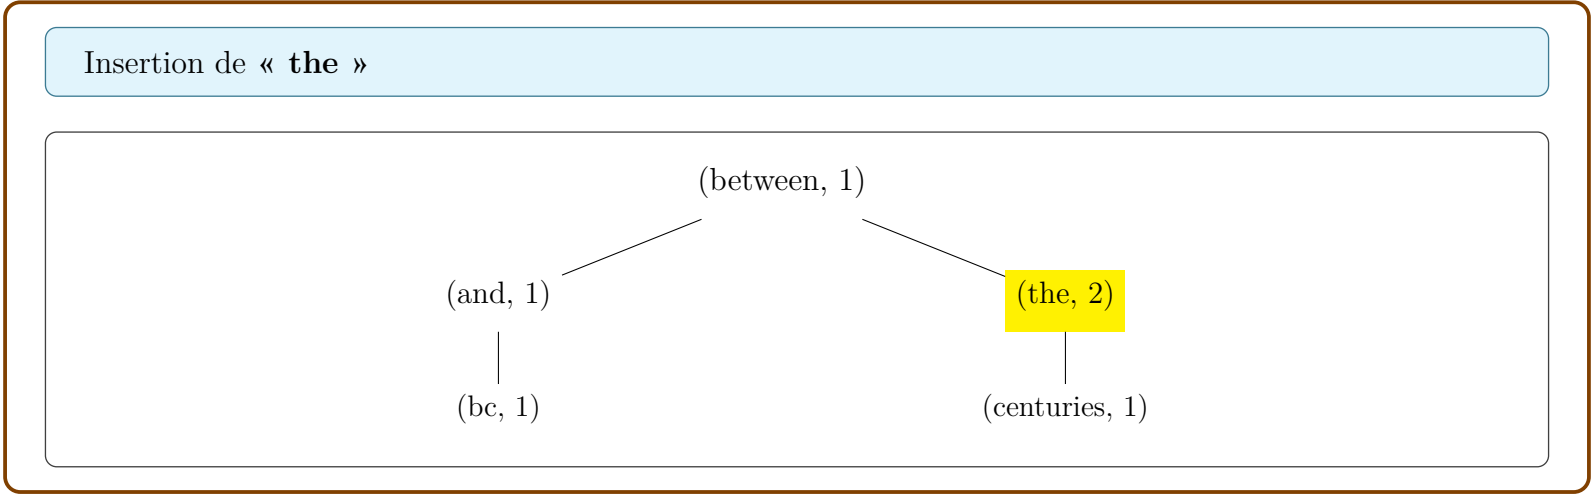 Insertion de « the »
(between, 1)
(and, 1) (the, 2)
(bc, 1) (centuries, 1)